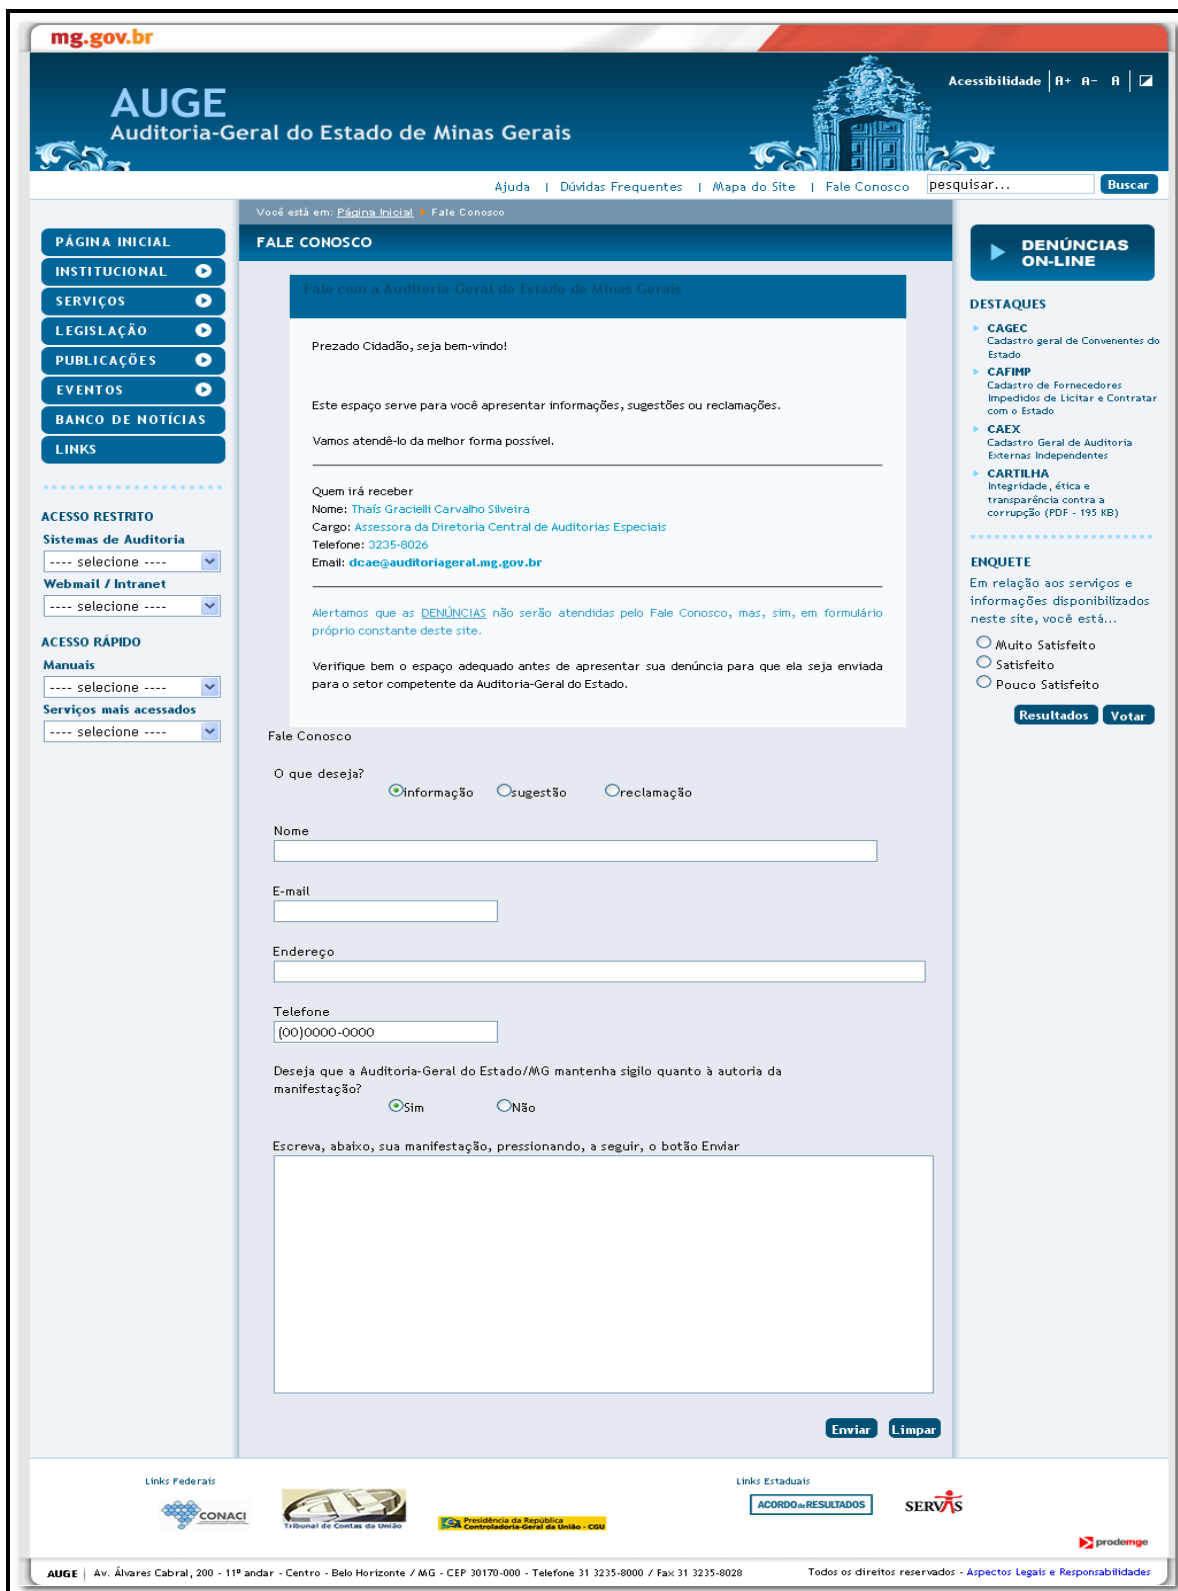 mg.gov.br
AUGE
Auditoria-Geral do Estado de Minas Gerais
Acessibilidade | A+ A- A |
Ajuda | Dúvidas Frequentes | Mapa do Site | Fale Conosco
pesquisar...
Buscar
PÁGINA INICIAL
INSTITUCIONAL
SERVIÇOS
LEGISLAÇÃO
PUBLICAÇÕES
EVENTOS
BANCO DE NOTÍCIAS
LINKS
ACESSO RESTRITO
Sistemas de Auditoria
---- selecione ----
Webmail / Intranet
---- selecione ----
ACESSO RÁPIDO
Manuais
---- selecione ----
Serviços mais acessados
---- selecione ----
Você está em: Página Inicial Fale Conosco
FALE CONOSCO
Fale com a Auditoria-Geral do Estado de Minas Gerais
Prezado Cidadão, seja bem-vindo!
Este espaço serve para você apresentar informações, sugestões ou reclamações.
Vamos atendê-lo da melhor forma possível.
Quem irá receber
Nome: Thaís Gracielli Carvalho Silveira
Cargo: Assessora da Diretoria Central de Auditorias Especiais
Telefone: 3235-8026
Email: dcae@auditoriageral.mg.gov.br
Alertamos que as DENÚNCIAS não serão atendidas pelo Fale Conosco, mas, sim, em formulário
próprio constante deste site.
Verifique bem o espaço adequado antes de apresentar sua denúncia para que ela seja enviada
para o setor competente da Auditoria-Geral do Estado.
Fale Conosco
O que deseja?
informação sugestão reclamação
Nome
E-mail
Endereço
Telefone
(00)0000-0000
Deseja que a Auditoria-Geral do Estado/MG mantenha sigilo quanto à autoria da
manifestação?
Sim Não
Escreva, abaixo, sua manifestação, pressionando, a seguir, o botão Enviar
Enviar Limpar
DENÚNCIAS
ON-LINE
DESTAQUES
CAGEC
Cadastro geral de Convenentes do
Estado
CAFIMP
Cadastro de Fornecedores
Impedidos de Licitar e Contratar
com o Estado
CAEX
Cadastro Geral de Auditoria
Externas Independentes
CARTILHA
Integridade, ética e
transparência contra a
corrupção (PDF - 195 KB)
ENQUETE
Em relação aos serviços e
informações disponibilizados
neste site, você está...
Muito Satisfeito
Satisfeito
Pouco Satisfeito
Resultados Votar
Links Federais
CONACI
Tribunal de Contas da União
Presidência da República
Controladoria-Geral da União - CGU
Links Estaduais
ACORDO de RESULTADOS
SERVAS
prodemge
AUGE | Av. Álvares Cabral, 200 - 11º andar - Centro - Belo Horizonte / MG - CEP 30170-000 - Telefone 31 3235-8000 / Fax 31 3235-8028
Todos os direitos reservados - Aspectos Legais e Responsabilidades